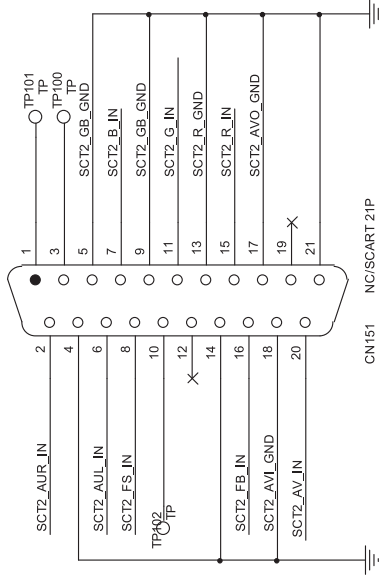 TP101
TP
1
TP100
TP
3
SCT2_GB_GND
5
SCT2_B_IN
7
SCT2_GB_GND
9
SCT2_G_IN
11
SCT2_R_GND
13
SCT2_R_IN
15
SCT2_AVO_GND
17
19
21
2
SCT2_AUR_IN
4
6
SCT2_AUL_IN
8
SCT2_FS_IN
10
TP102
TP
12
14
16
SCT2_FB_IN
18
SCT2_AVI_GND
20
SCT2_AV_IN
CN151
NC/SCART 21P